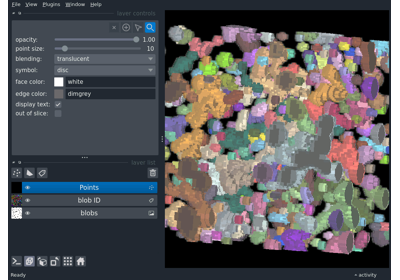 File View Plugins Window Help
layer controls
opacity: 1.00
point size: 10
blending: translucent
symbol: disc
face color: white
edge color: dimgrey
display text:
out of slice:
layer list
Points
blob ID
blobs
Ready
activity